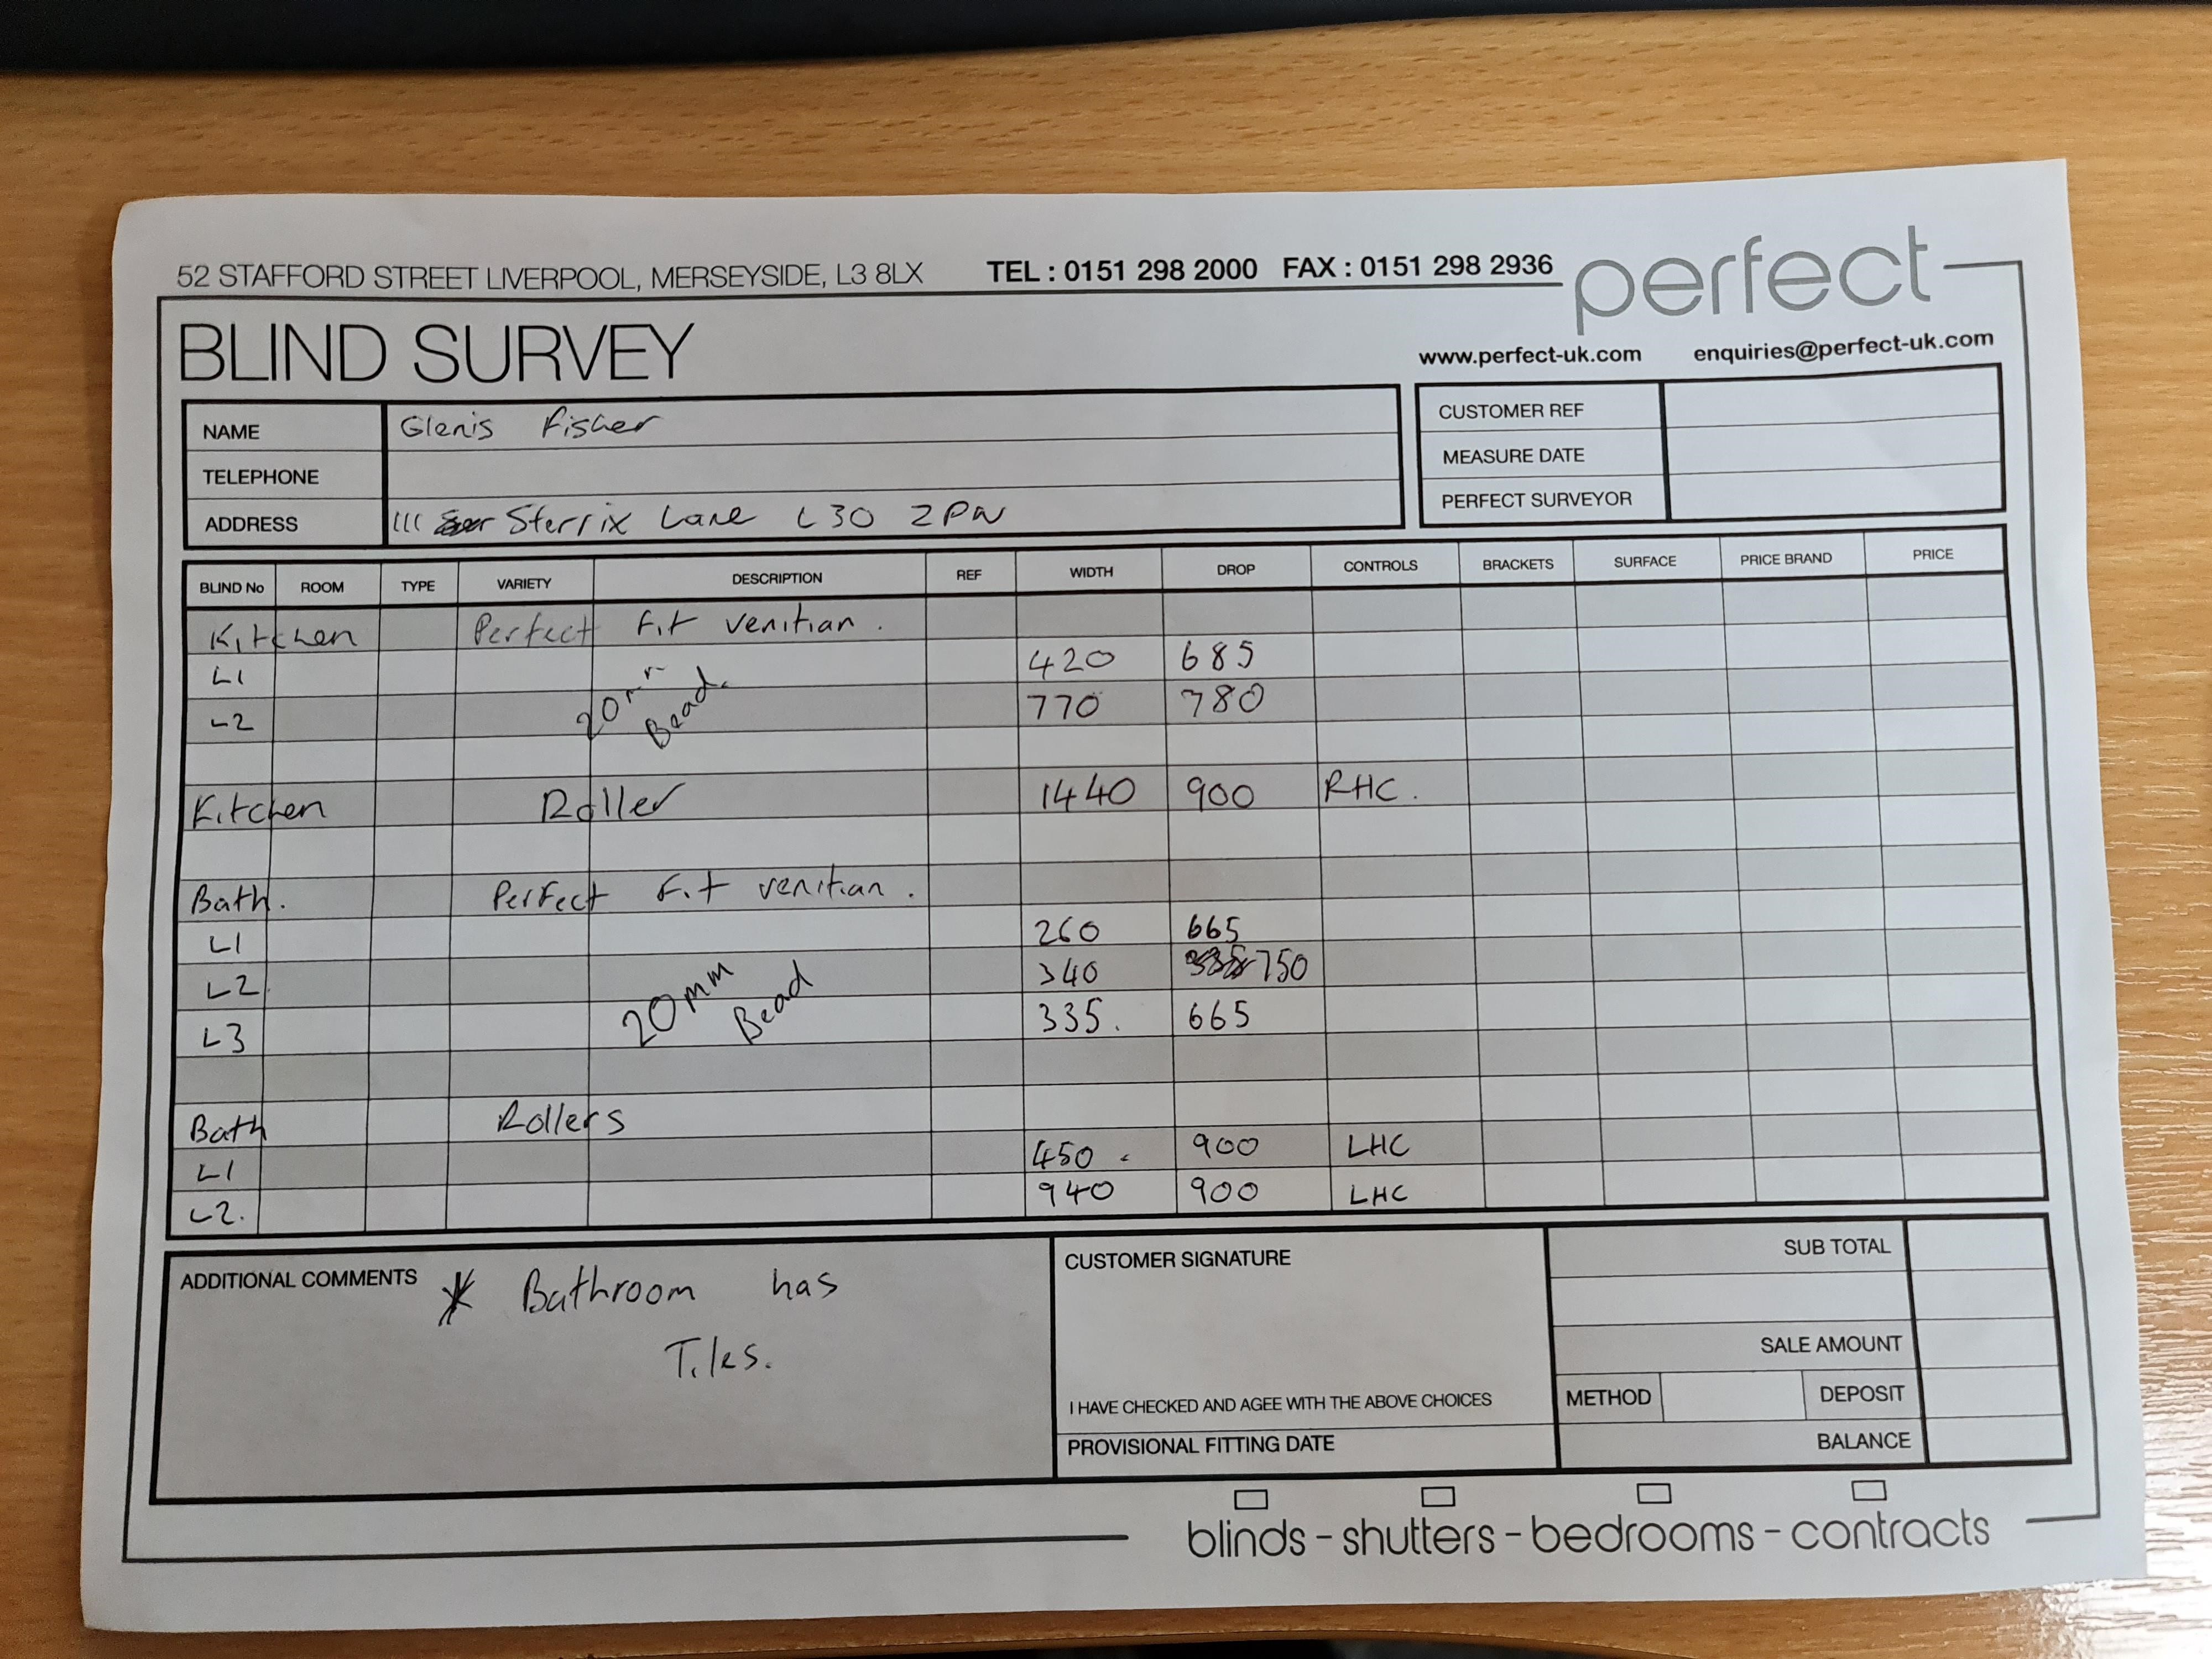 52 STAFFORD STREET LIVERPOOL, MERSEYSIDE, L3 8LX TEL : 0151 298 2000 FAX : 0151 298 2936 perfect
BLIND SURVEY
www.perfect-uk.com enquiries@perfect-uk.com
NAME Glenis Fisher
TELEPHONE
ADDRESS 111 Sterrix Lane L30 2PN
CUSTOMER REF
MEASURE DATE
PERFECT SURVEYOR
BLIND No ROOM TYPE VARIETY DESCRIPTION REF WIDTH DROP CONTROLS BRACKETS SURFACE PRICE BRAND PRICE
Kitchen Perfect Fit venitian.
L1 420 685
L2 770 780
20mm
Bead.
Kitchen Roller 1440 900 RHC.
Bath. Perfect Fit venitian.
L1 260 665
L2 340 750
L3 335. 665
20mm
Bead
Bath Rollers
L1 450 . 900 LHC
L2. 940 900 LHC
ADDITIONAL COMMENTS * Bathroom has
Tiles.
CUSTOMER SIGNATURE
I HAVE CHECKED AND AGEE WITH THE ABOVE CHOICES
PROVISIONAL FITTING DATE
SUB TOTAL
SALE AMOUNT
METHOD DEPOSIT
BALANCE
blinds - shutters - bedrooms - contracts